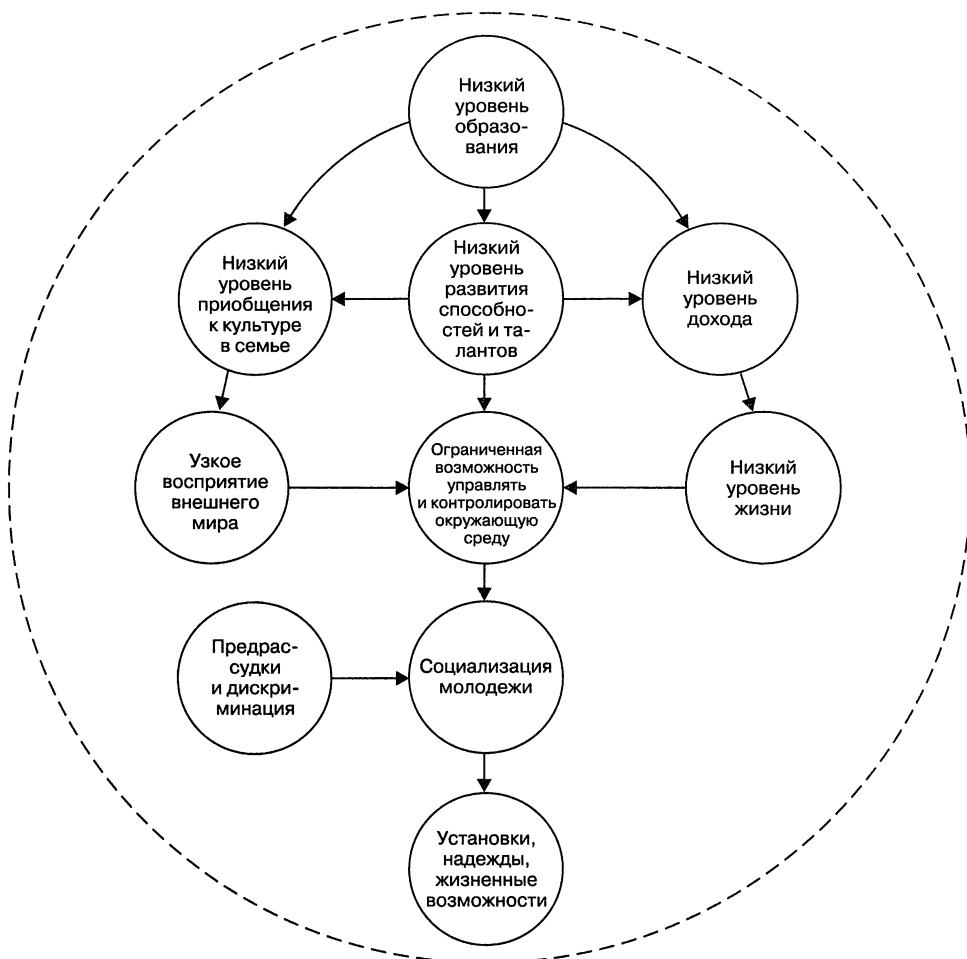 Низкий
уровень
образо-
вания
Низкий
уровень
приобщения
к культуре
в семье
Низкий
уровень
развития
способно-
стей и та-
лантов
Низкий
уровень
дохода
Узкое
восприятие
внешнего
мира
Ограниченная
возможность
управлять
и контролировать
окружающую
среду
Низкий
уровень
жизни
Предрас-
судки
и дискри-
минация
Социализация
молодежи
Установки,
надежды,
жизненные
возможности